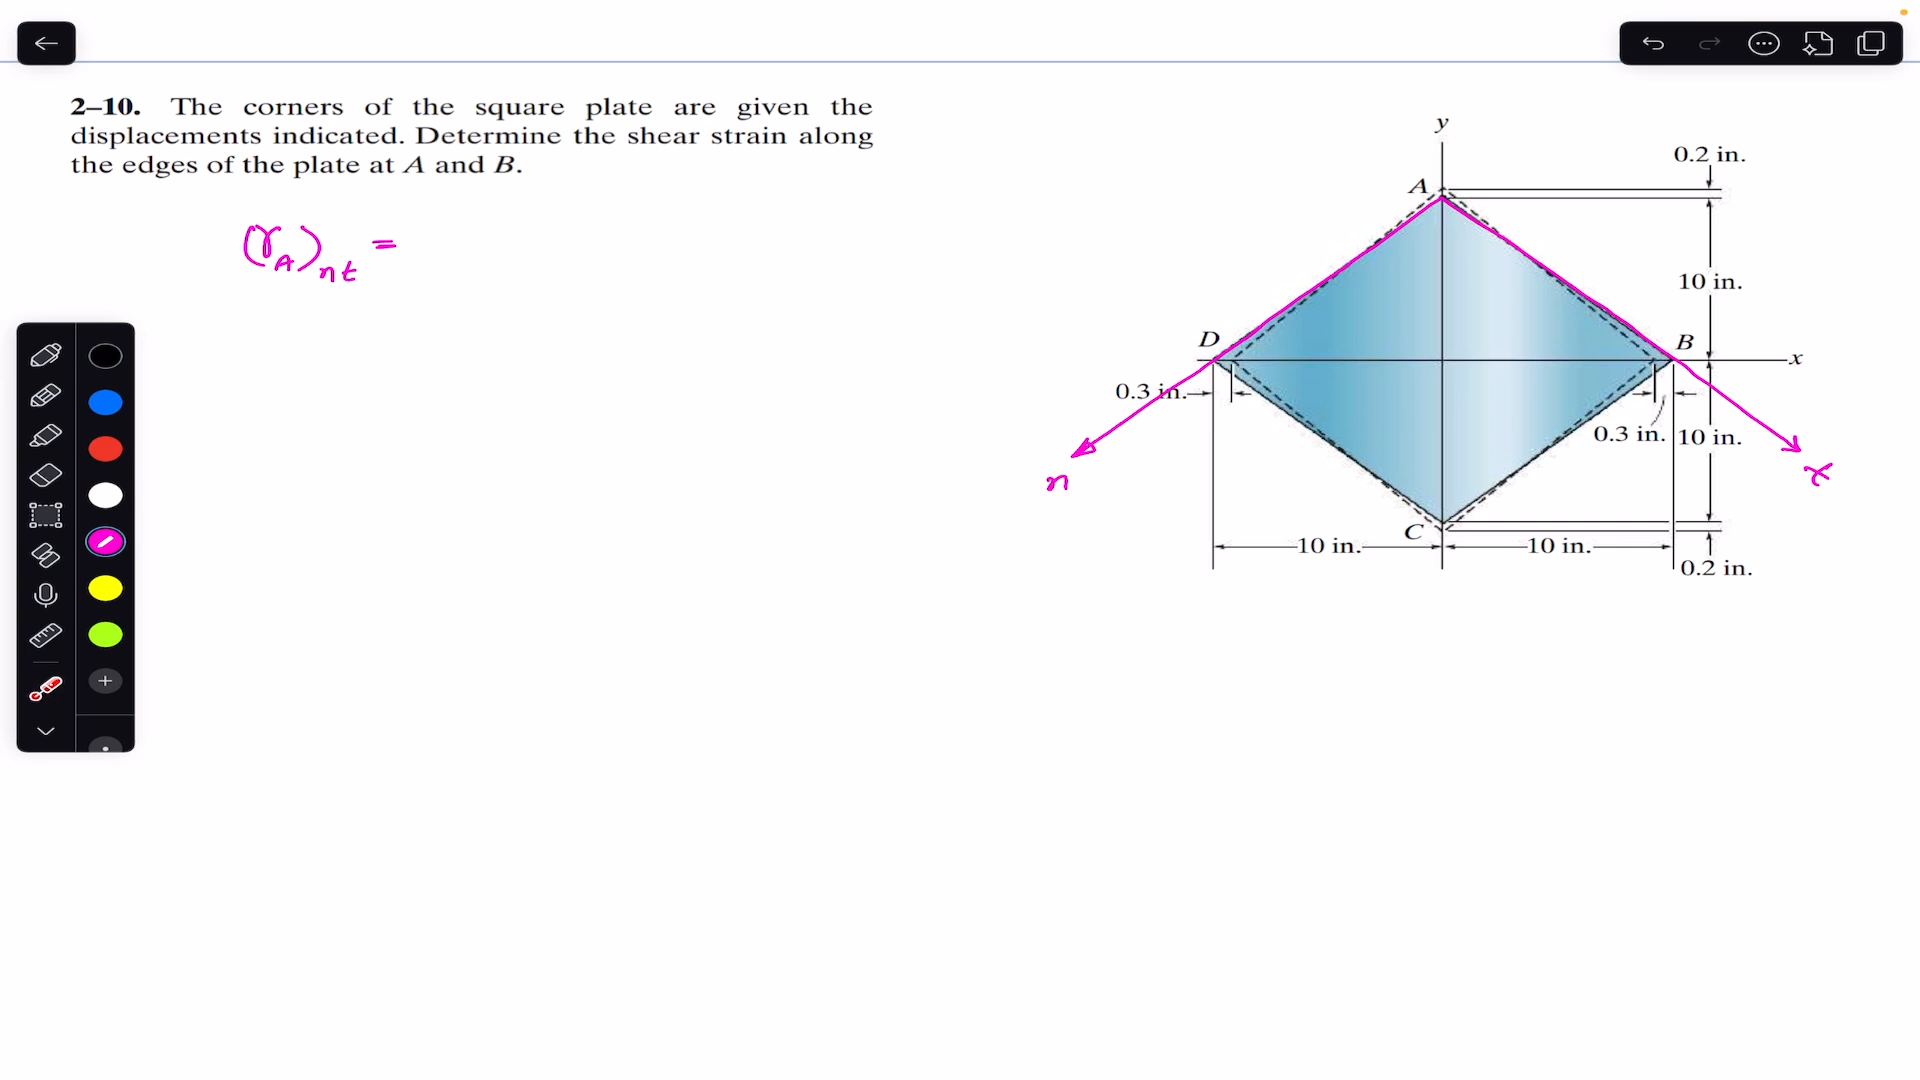 2–10. The corners of the square plate are given the
displacements indicated. Determine the shear strain along
the edges of the plate at A and B.
(γA)nt =
y
0.2 in.
A
10 in.
D
B
x
0.3 in.
0.3 in.
10 in.
n
t
C
10 in.
10 in.
0.2 in.